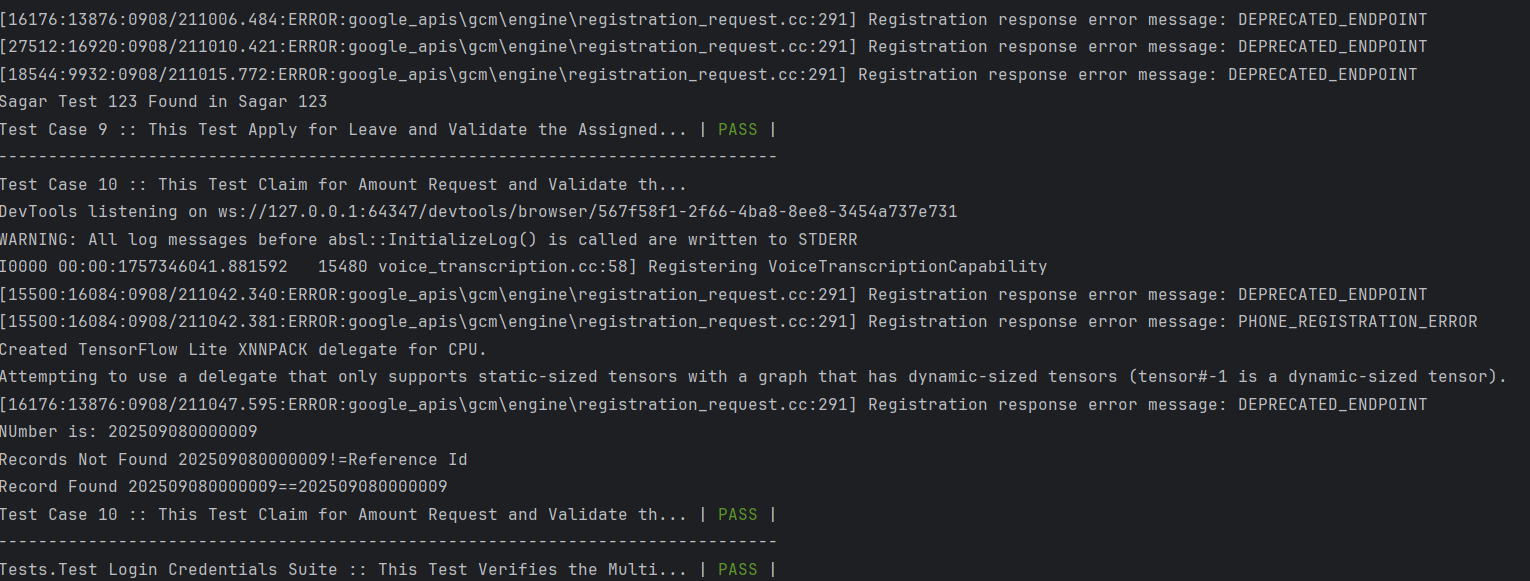 [16176:13876:0908/211006.484:ERROR:google_apis\gcm\engine\registration_request.cc:291] Registration response error message: DEPRECATED_ENDPOINT
[27512:16920:0908/211010.421:ERROR:google_apis\gcm\engine\registration_request.cc:291] Registration response error message: DEPRECATED_ENDPOINT
[18544:9932:0908/211015.772:ERROR:google_apis\gcm\engine\registration_request.cc:291] Registration response error message: DEPRECATED_ENDPOINT
Sagar Test 123 Found in Sagar 123
Test Case 9 :: This Test Apply for Leave and Validate the Assigned... | PASS |
------------------------------------------------------------------------------
Test Case 10 :: This Test Claim for Amount Request and Validate th...
DevTools listening on ws://127.0.0.1:64347/devtools/browser/567f58f1-2f66-4ba8-8ee8-3454a737e731
WARNING: All log messages before absl::InitializeLog() is called are written to STDERR
I0000 00:00:1757346041.881592   15480 voice_transcription.cc:58] Registering VoiceTranscriptionCapability
[15500:16084:0908/211042.340:ERROR:google_apis\gcm\engine\registration_request.cc:291] Registration response error message: DEPRECATED_ENDPOINT
[15500:16084:0908/211042.381:ERROR:google_apis\gcm\engine\registration_request.cc:291] Registration response error message: PHONE_REGISTRATION_ERROR
Created TensorFlow Lite XNNPACK delegate for CPU.
Attempting to use a delegate that only supports static-sized tensors with a graph that has dynamic-sized tensors (tensor#-1 is a dynamic-sized tensor).
[16176:13876:0908/211047.595:ERROR:google_apis\gcm\engine\registration_request.cc:291] Registration response error message: DEPRECATED_ENDPOINT
NUmber is: 202509080000009
Records Not Found 202509080000009!=Reference Id
Record Found 202509080000009==202509080000009
Test Case 10 :: This Test Claim for Amount Request and Validate th... | PASS |
------------------------------------------------------------------------------
Tests.Test Login Credentials Suite :: This Test Verifies the Multi... | PASS |